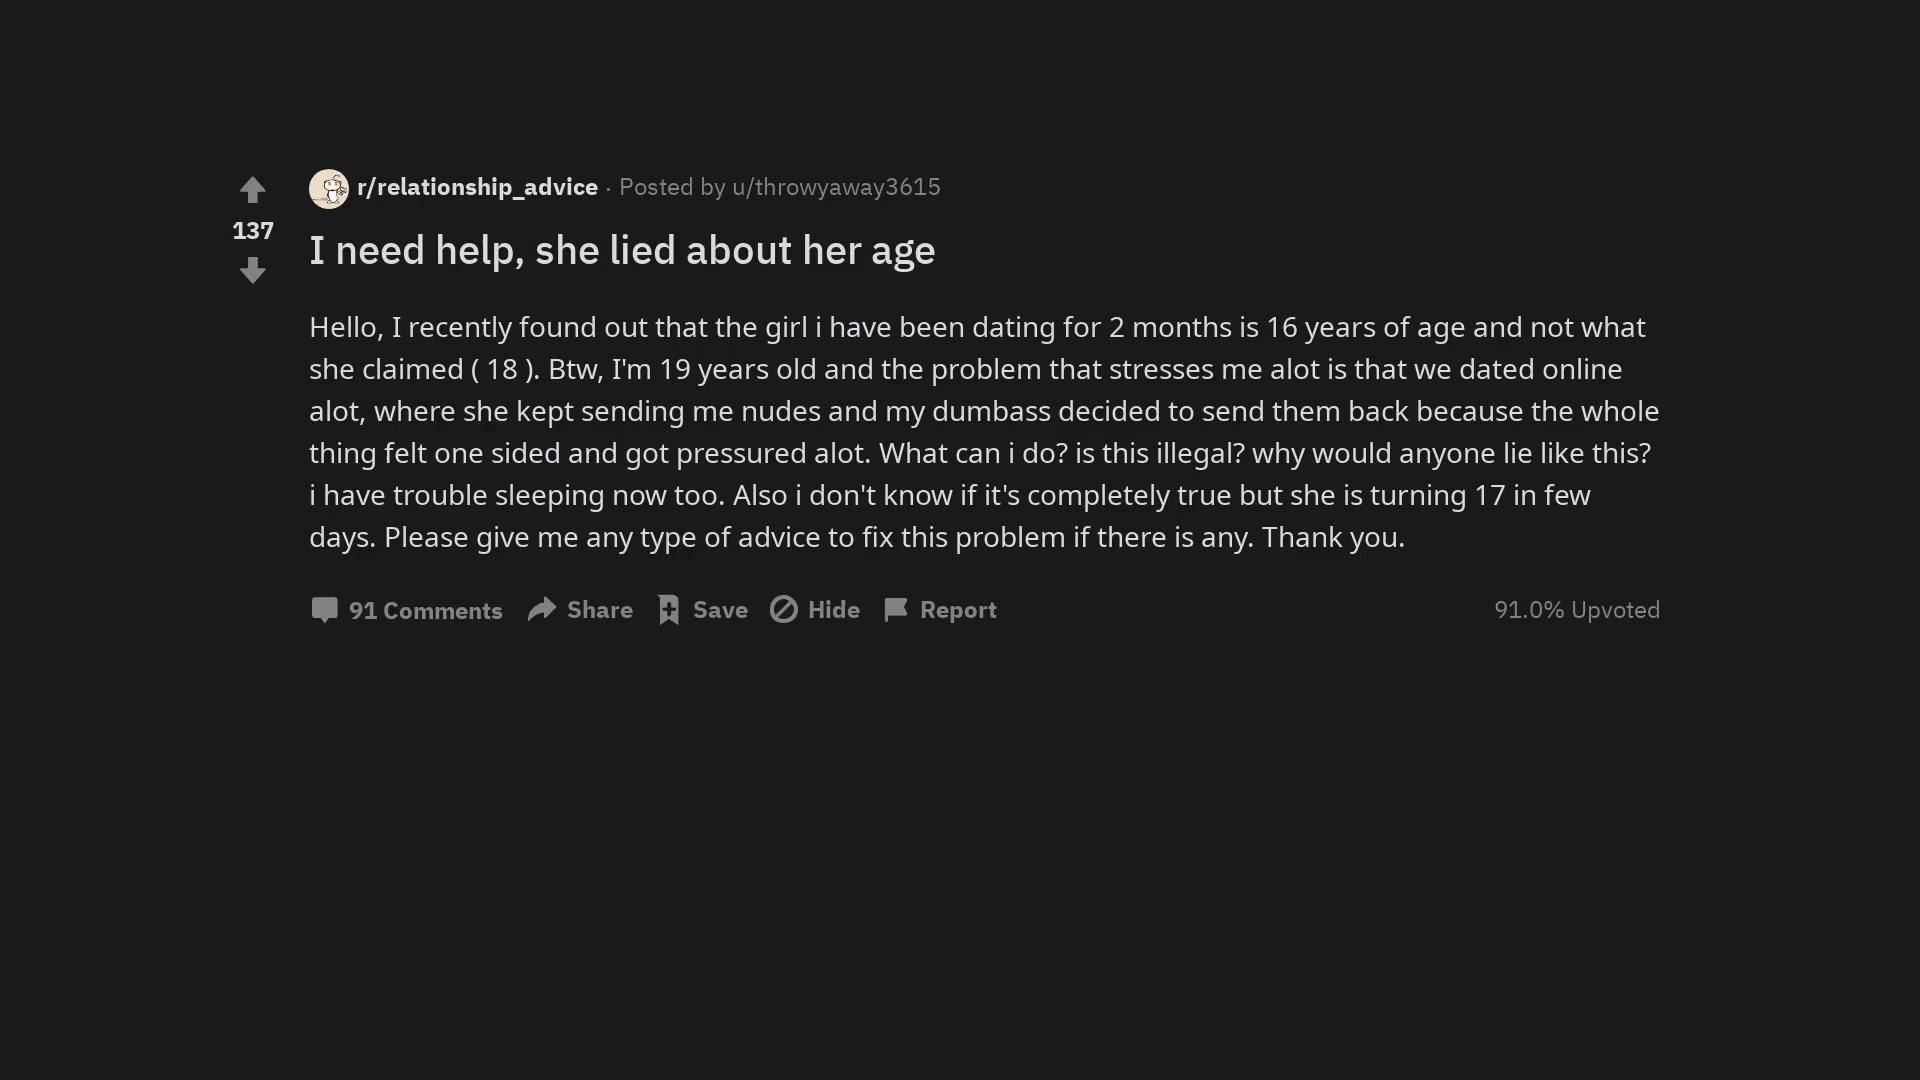 r/relationship_advice · Posted by u/throwyaway3615
137
I need help, she lied about her age
Hello, I recently found out that the girl i have been dating for 2 months is 16 years of age and not what
she claimed ( 18 ). Btw, I'm 19 years old and the problem that stresses me alot is that we dated online
alot, where she kept sending me nudes and my dumbass decided to send them back because the whole
thing felt one sided and got pressured alot. What can i do? is this illegal? why would anyone lie like this?
i have trouble sleeping now too. Also i don't know if it's completely true but she is turning 17 in few
days. Please give me any type of advice to fix this problem if there is any. Thank you.
91 Comments Share Save Hide Report 91.0% Upvoted